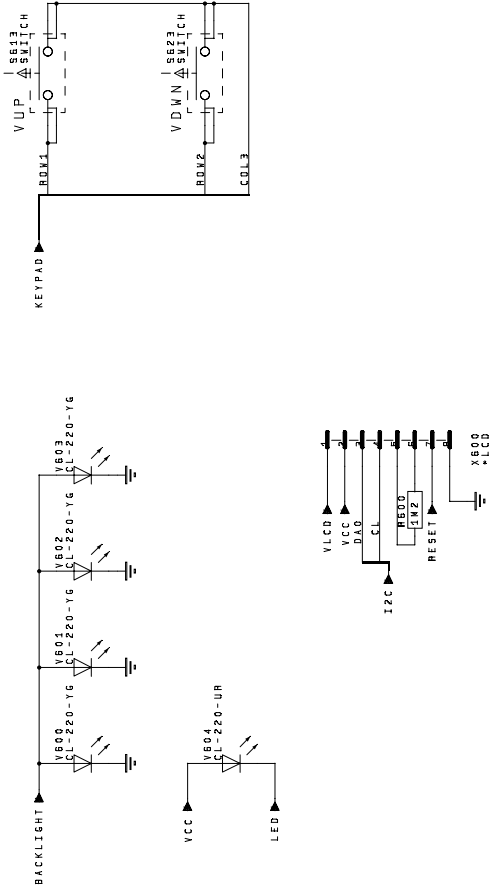 S613
SWITCH
VUP
S623
SWITCH
VDWN
ROW1
ROW2
COL3
KEYPAD
V603
CL-220-YG
V602
CL-220-YG
V601
CL-220-YG
V600
CL-220-YG
BACKLIGHT
V604
CL-220-UR
VCC
LED
1
2
3
4
5
6
7
8
X600
*LCD
VLCD
VCC
DAO
CL
R600
1M2
RESET
I2C